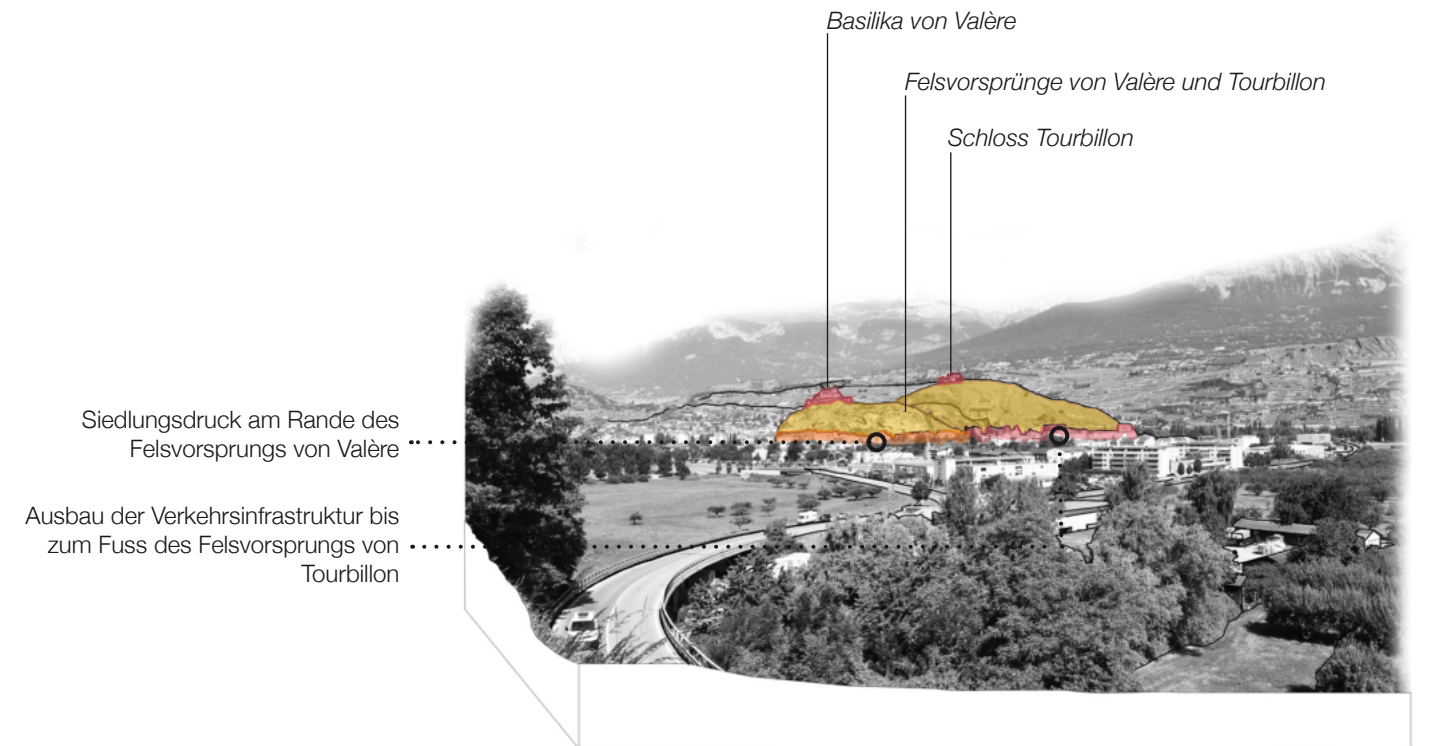 Basilika von Valère
Felsvorsprünge von Valère und Tourbillon
Schloss Tourbillon
Siedlungsdruck am Rande des
Felsvorsprungs von Valère
Ausbau der Verkehrsinfrastruktur bis
zum Fuss des Felsvorsprungs von
Tourbillon